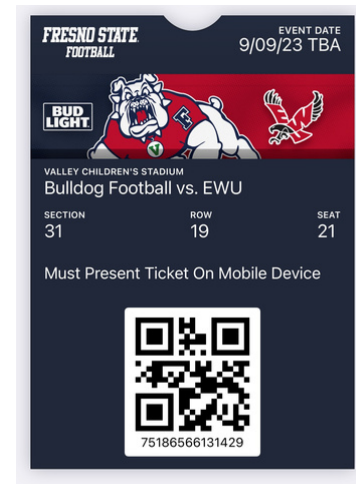 FRESNO STATE
FOOTBALL
EVENT DATE
9/09/23 TBA
BUD
LIGHT
F
V
VALLEY CHILDREN'S STADIUM
Bulldog Football vs. EWU
SECTION
31
ROW
19
SEAT
21
Must Present Ticket On Mobile Device
75186566131429